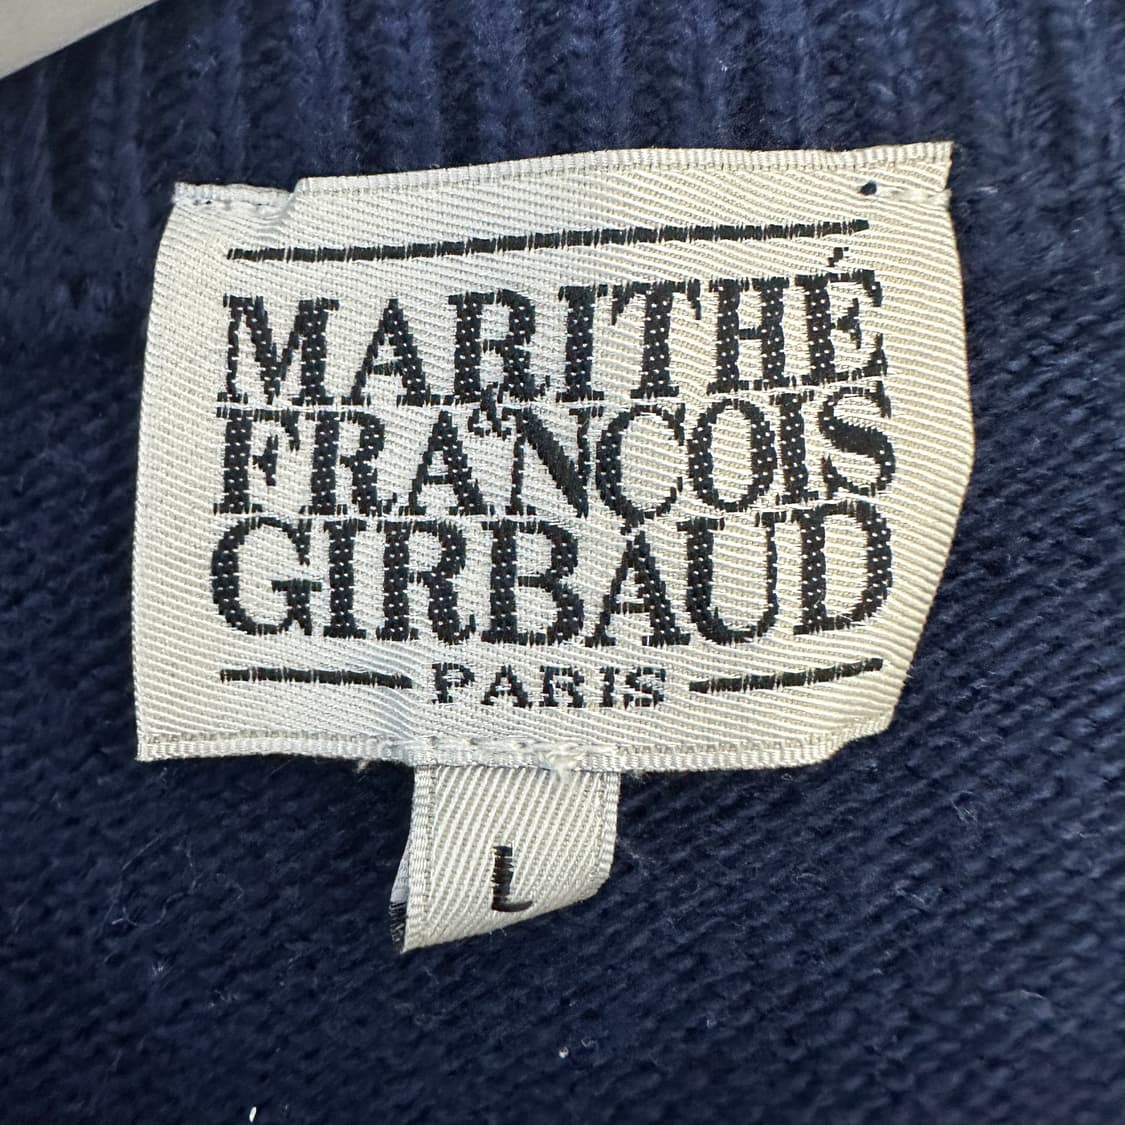 MARITHÉ
&
FRANÇOIS
GIRBAUD
PARIS
L